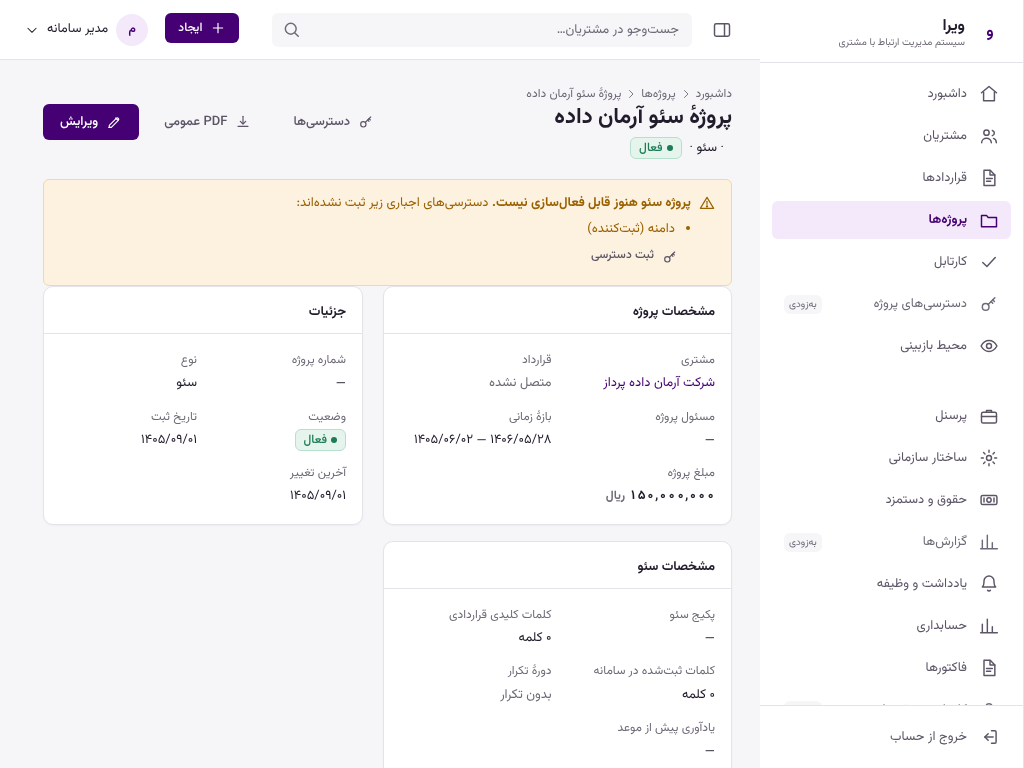 ویرا
سیستم مدیریت ارتباط با مشتری
و
جست‌وجو در مشتریان...
ایجاد
م
مدیر سامانه
داشبورد
مشتریان
قراردادها
پروژه‌ها
کارتابل
دسترسی‌های پروژه
به‌زودی
محیط بازبینی
پرسنل
ساختار سازمانی
حقوق و دستمزد
گزارش‌ها
به‌زودی
یادداشت و وظیفه
حسابداری
فاکتورها
خروج از حساب
داشبورد
پروژه‌ها
پروژهٔ سئو آرمان داده
پروژهٔ سئو آرمان داده
· سئو ·
فعال
دسترسی‌ها
PDF عمومی
ویرایش
پروژه سئو هنوز قابل فعال‌سازی نیست. دسترسی‌های اجباری زیر ثبت نشده‌اند:
• دامنه (ثبت‌کننده)
ثبت دسترسی
مشخصات پروژه
مشتری
شرکت آرمان داده پرداز
قرارداد
متصل نشده
مسئول پروژه
—
بازهٔ زمانی
۱۴۰۵/۰۶/۰۲ — ۱۴۰۶/۰۵/۲۸
مبلغ پروژه
۱۵۰,۰۰۰,۰۰۰ ریال
جزئیات
شماره پروژه
—
نوع
سئو
وضعیت
فعال
تاریخ ثبت
۱۴۰۵/۰۹/۰۱
آخرین تغییر
۱۴۰۵/۰۹/۰۱
مشخصات سئو
پکیج سئو
—
کلمات کلیدی قراردادی
۰ کلمه
کلمات ثبت‌شده در سامانه
۰ کلمه
دورهٔ تکرار
بدون تکرار
یادآوری پیش از موعد
—